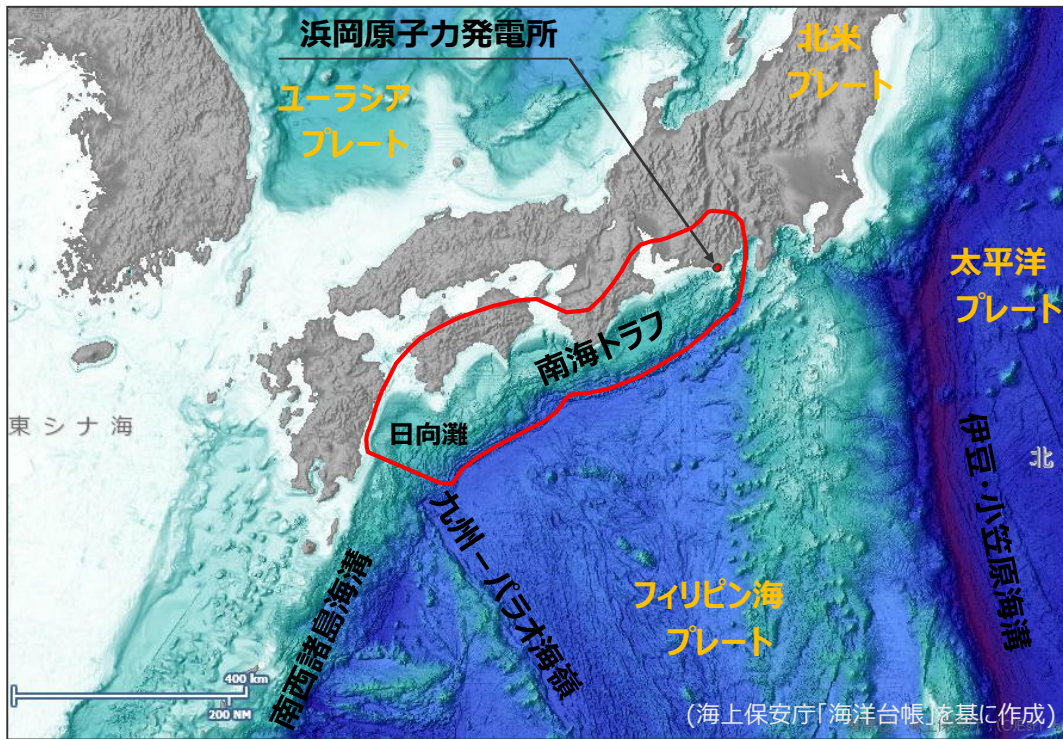 浜岡原子力発電所
北米
プレート
ユーラシア
プレート
太平洋
プレート
南海トラフ
日向灘
東シナ海
北
伊豆・小笠原海溝
九州－パラオ海嶺
南西諸島海溝
フィリピン海
プレート
400 km
200 NM
(海上保安庁「海洋台帳」を基に作成)